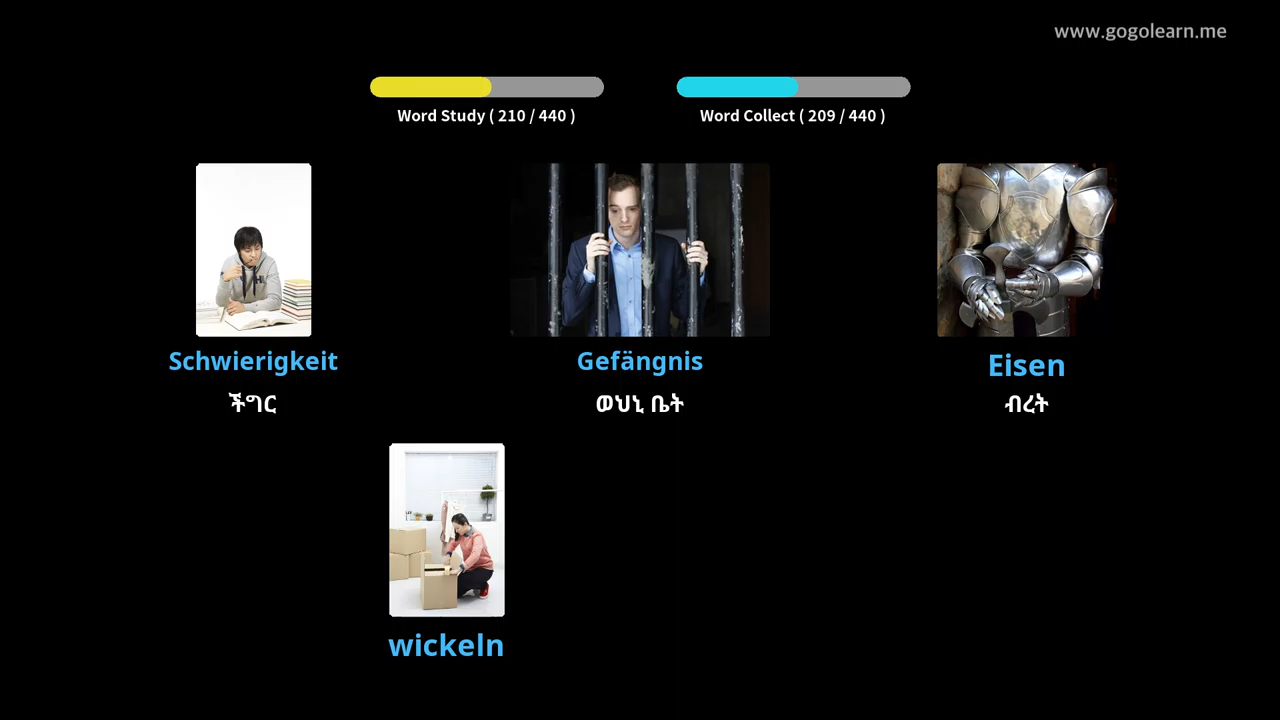 www.gogolearn.me
Word Study ( 210 / 440 )
Word Collect ( 209 / 440 )
Schwierigkeit
ችግር
Gefängnis
ወህኒ ቤት
Eisen
ብረት
wickeln